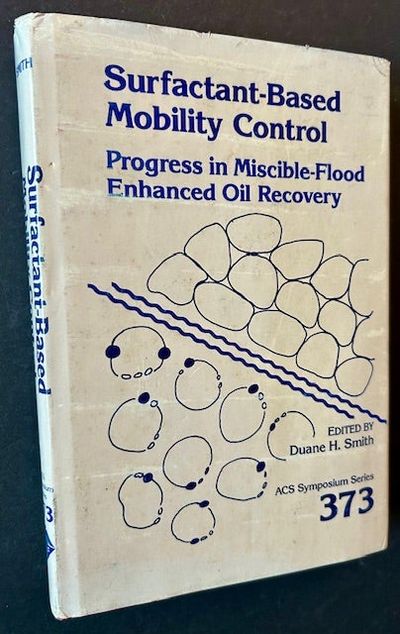 Surfactant-Based
Mobility Control
Progress in Miscible-Flood
Enhanced Oil Recovery
EDITED BY
Duane H. Smith
ACS Symposium Series
373
Surfactant-Based